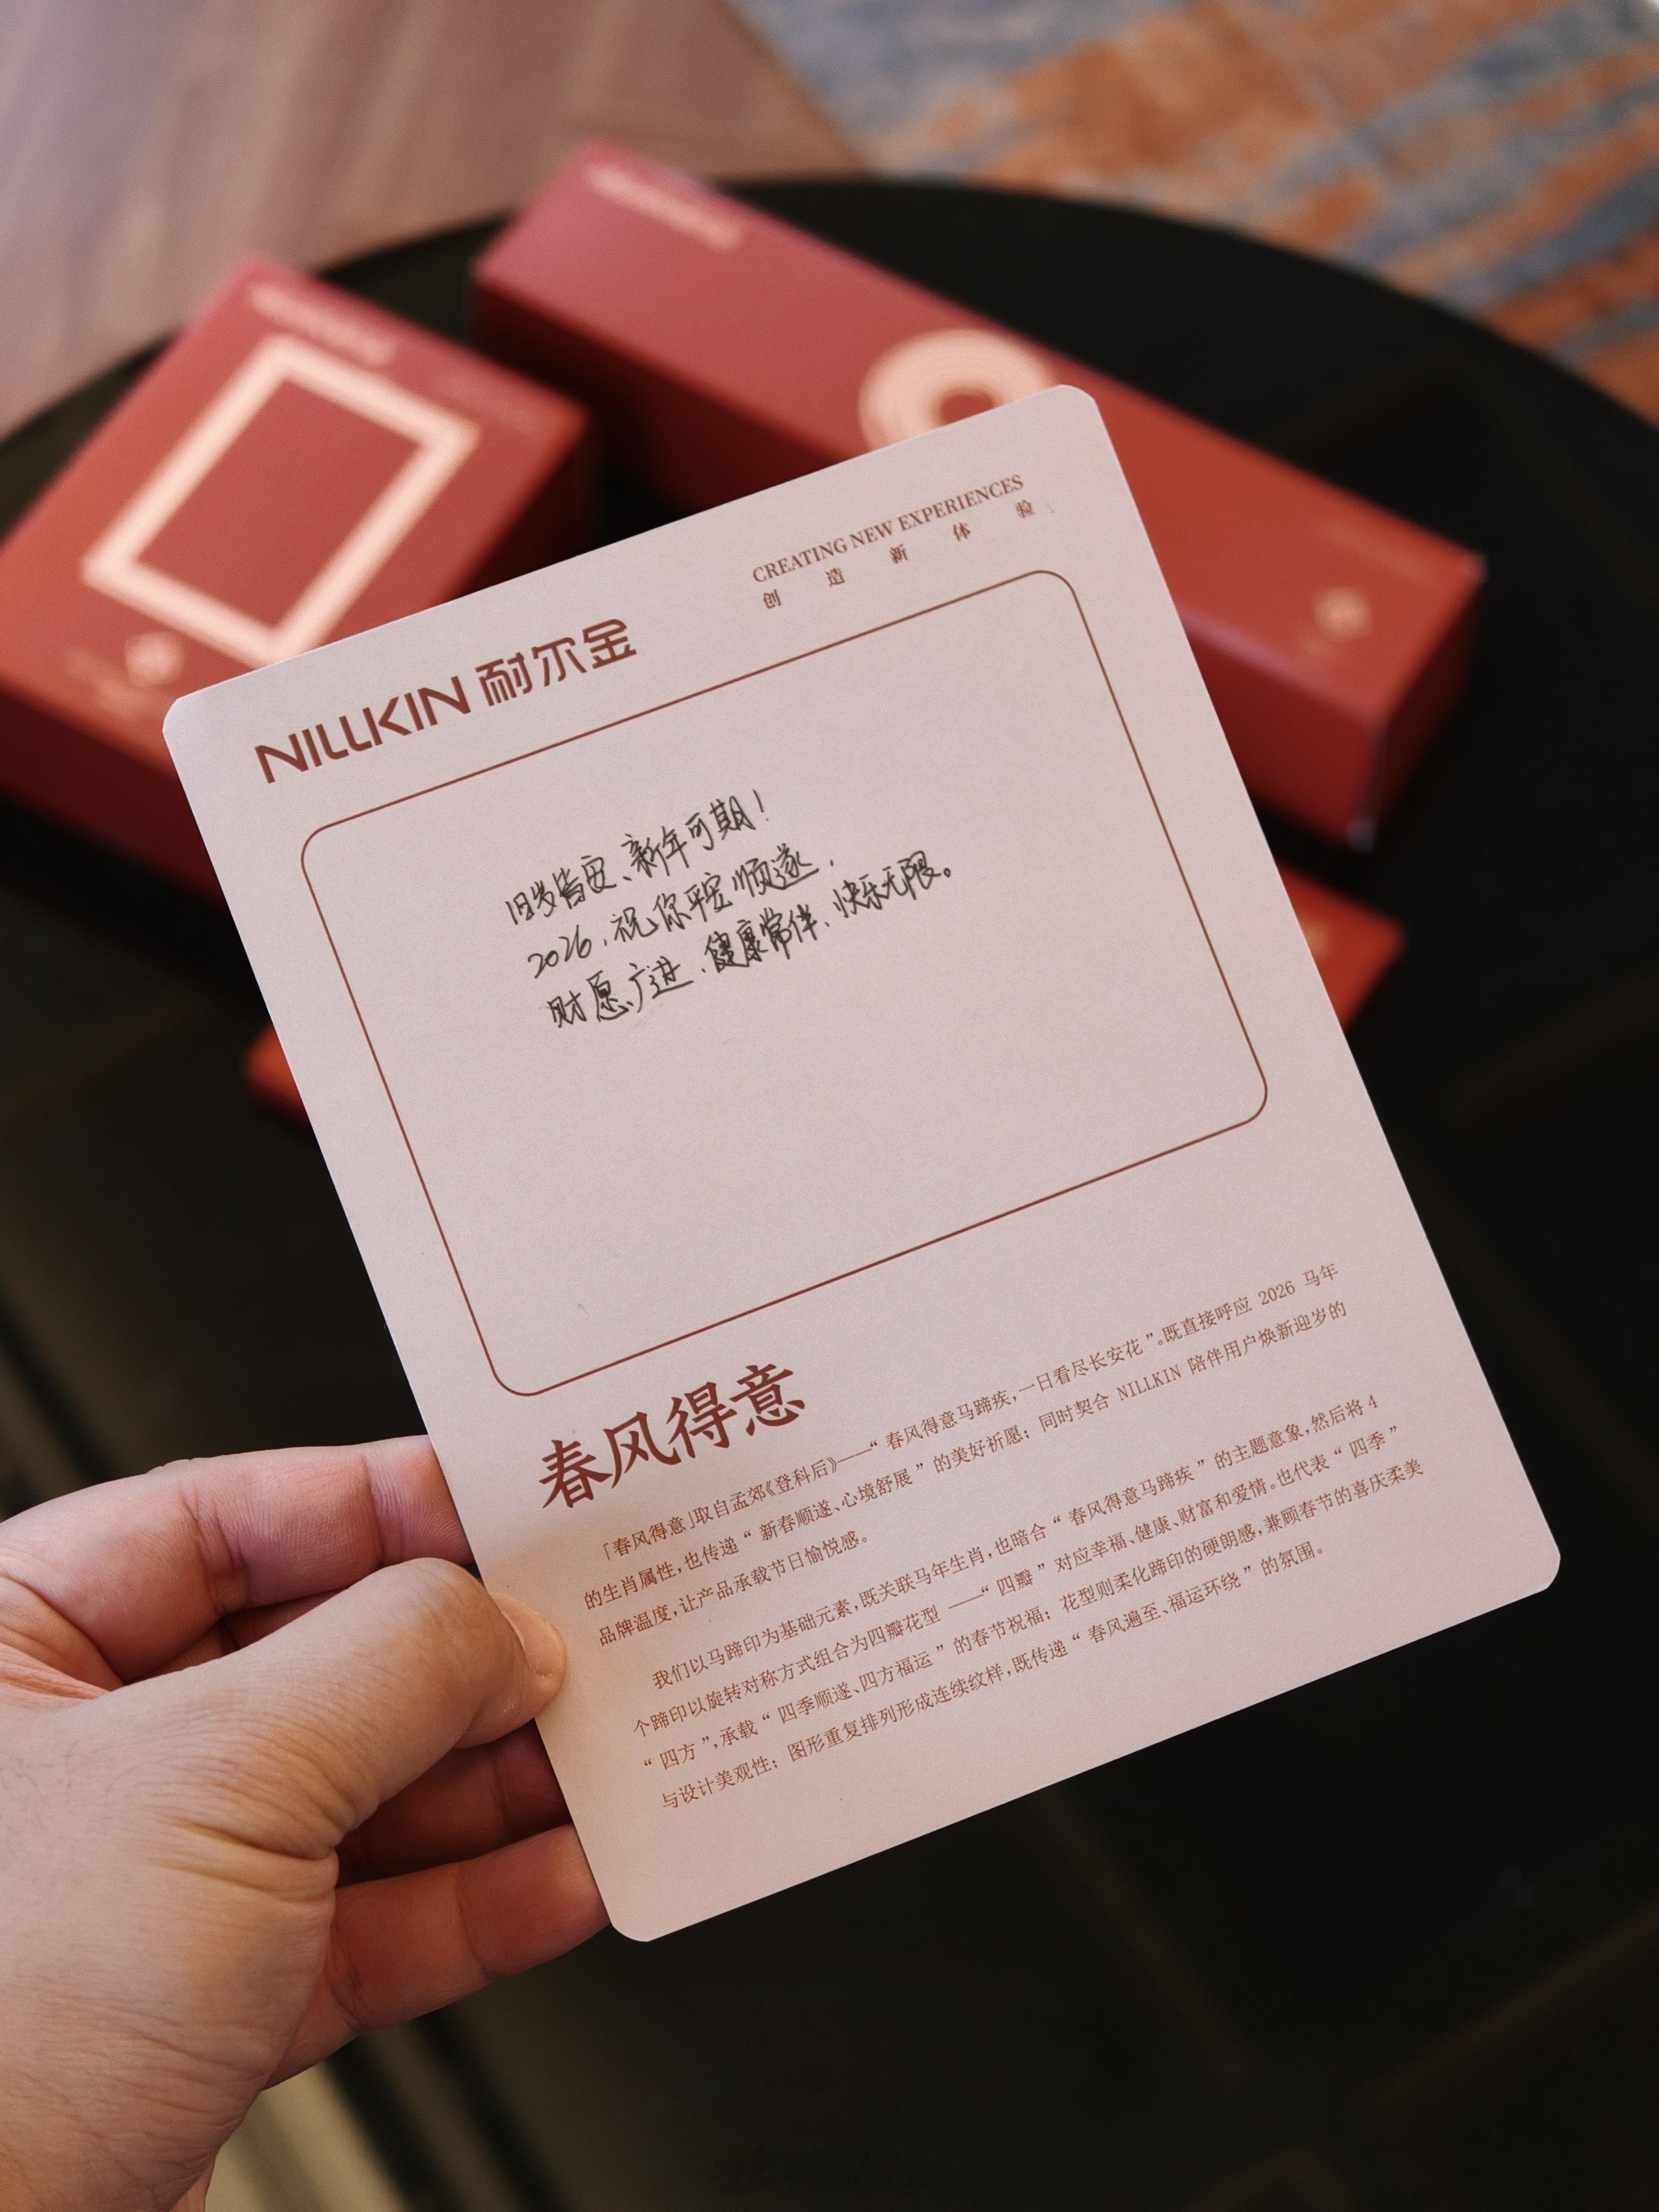 CREATING NEW EXPERIENCES
创造新体验
NILLKIN 耐尔金
旧岁皆安、新年可期！
2026，祝你平安顺遂，
财愿广进、健康常伴、快乐无限。
春风得意
「春风得意」取自孟郊《登科后》——“春风得意马蹄疾，一日看尽长安花”。既直接呼应 2026 马年
的生肖属性，也传递“新春顺遂、心境舒展”的美好祈愿；同时契合 NILLKIN 陪伴用户焕新迎岁的
品牌温度，让产品承载节日愉悦感。
我们以马蹄印为基础元素，既关联马年生肖，也暗合“春风得意马蹄疾”的主题意象，然后将 4
个蹄印以旋转对称方式组合为四瓣花型 ——“四瓣”对应幸福、健康、财富和爱情。也代表“四季”
“四方”，承载“四季顺遂、四方福运”的春节祝福；花型则柔化蹄印的硬朗感，兼顾春节的喜庆柔美
与设计美观性；图形重复排列形成连续纹样，既传递“春风遍至、福运环绕”的氛围。